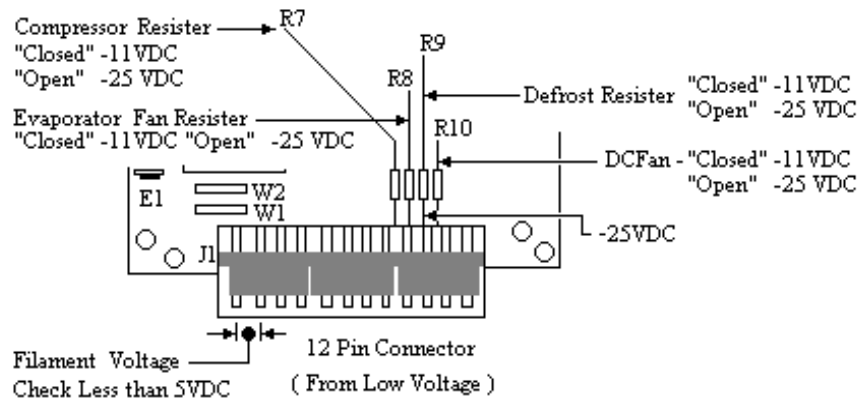 Compressor Resister
"Closed" -11VDC
"Open" -25 VDC
R7
R9
R8
Defrost Resister "Closed" -11VDC
"Open" -25 VDC
Evaporator Fan Resister
"Closed" -11VDC "Open" -25 VDC
R10
DCFan - "Closed" -11VDC
"Open" -25 VDC
E1
W2
W1
-25VDC
J1
Filament Voltage
Check Less than 5VDC
12 Pin Connector
( From Low Voltage )